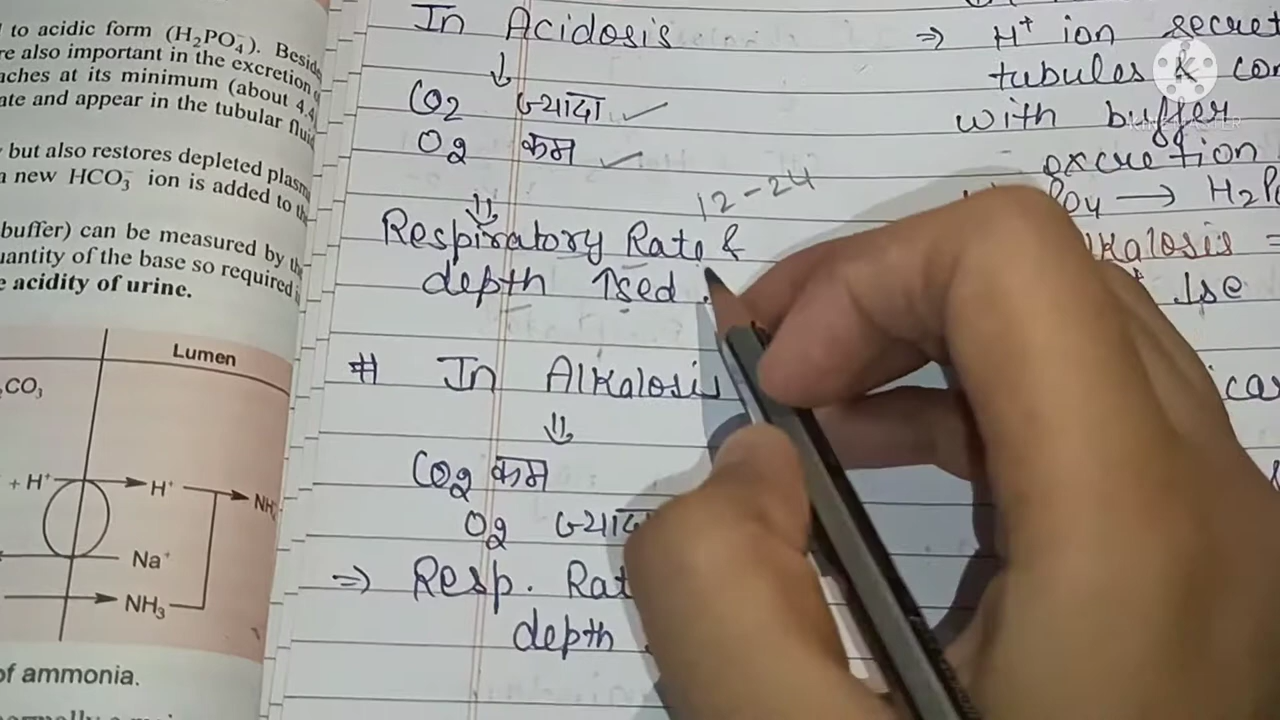 to acidic form (H₂PO₄⁻). Besid
re also important in the excretion
aches at its minimum (about 4.4
ate and appear in the tubular flui
but also restores depleted plasm
a new HCO₃⁻ ion is added to th
buffer) can be measured by th
uantity of the base so required i
e acidity of urine.
Lumen
CO₃
+ H⁺
H⁺
NH
Na⁺
NH₃
of ammonia.
In Acidosis
↓
CO₂ ज्यादा ✓
O₂ कम ✓
⇓
12-24
Respiratory Rate &
depth ↑sed.
# In Alkalosis
⇓
CO₂ कम
O₂
⇒ Resp.
depth
⇒ H⁺ ion secret
tubules & con
with buffer
excretion
→ H₂P
KINEMASTER